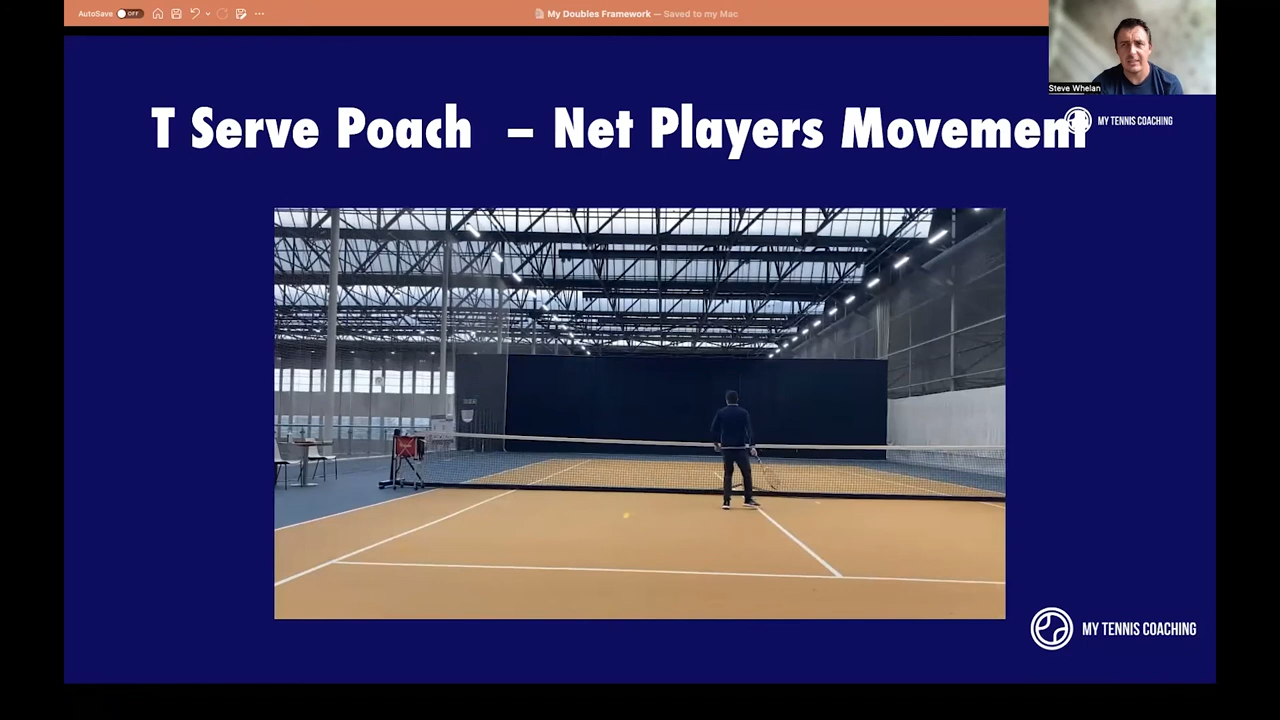 AutoSave OFF
My Doubles Framework — Saved to my Mac
Steve Whelan
T Serve Poach – Net Players Movement
MY TENNIS COACHING
MY TENNIS COACHING